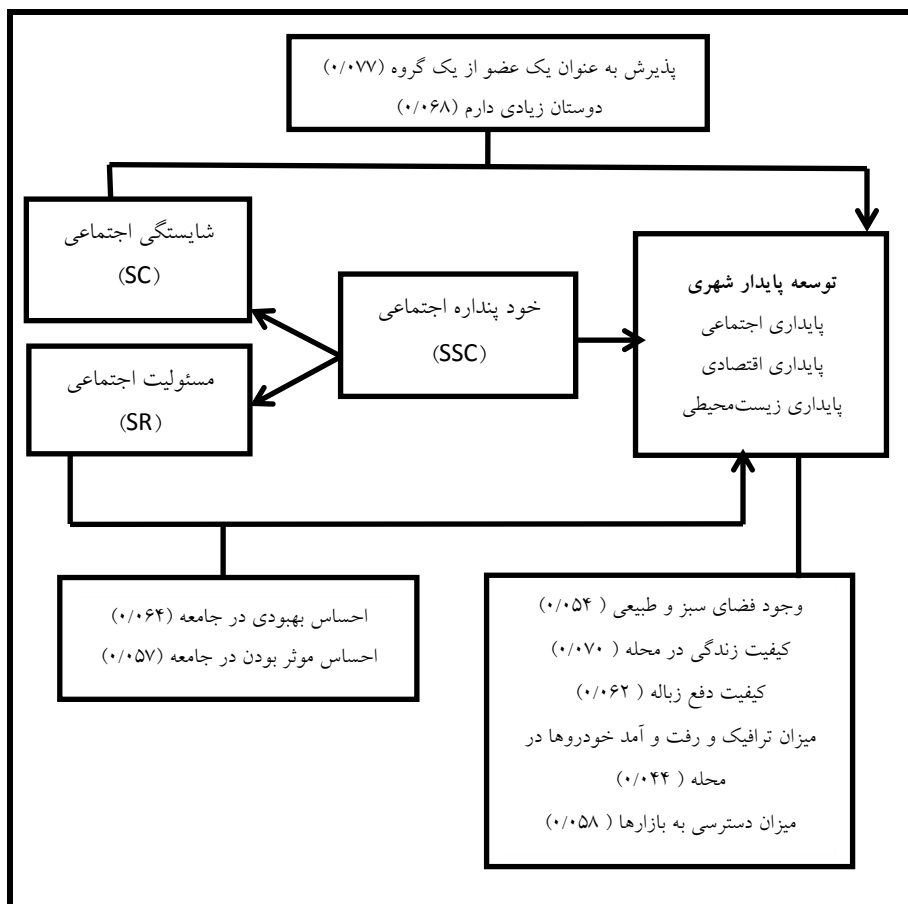 پذیرش به عنوان یک عضو از یک گروه (۰/۰۷۷)
دوستان زیادی دارم (۰/۰۶۸)
شایستگی اجتماعی
(SC)
خود پنداره اجتماعی
(SSC)
توسعه پایدار شهری
پایداری اجتماعی
پایداری اقتصادی
پایداری زیست‌محیطی
مسئولیت اجتماعی
(SR)
احساس بهبودی در جامعه (۰/۰۶۴)
احساس موثر بودن در جامعه (۰/۰۵۷)
وجود فضای سبز و طبیعی ( ۰/۰۵۴)
کیفیت زندگی در محله ( ۰/۰۷۰)
کیفیت دفع زباله ( ۰/۰۶۲)
میزان ترافیک و رفت و آمد خودروها در
محله ( ۰/۰۴۴)
میزان دسترسی به بازارها ( ۰/۰۵۸)